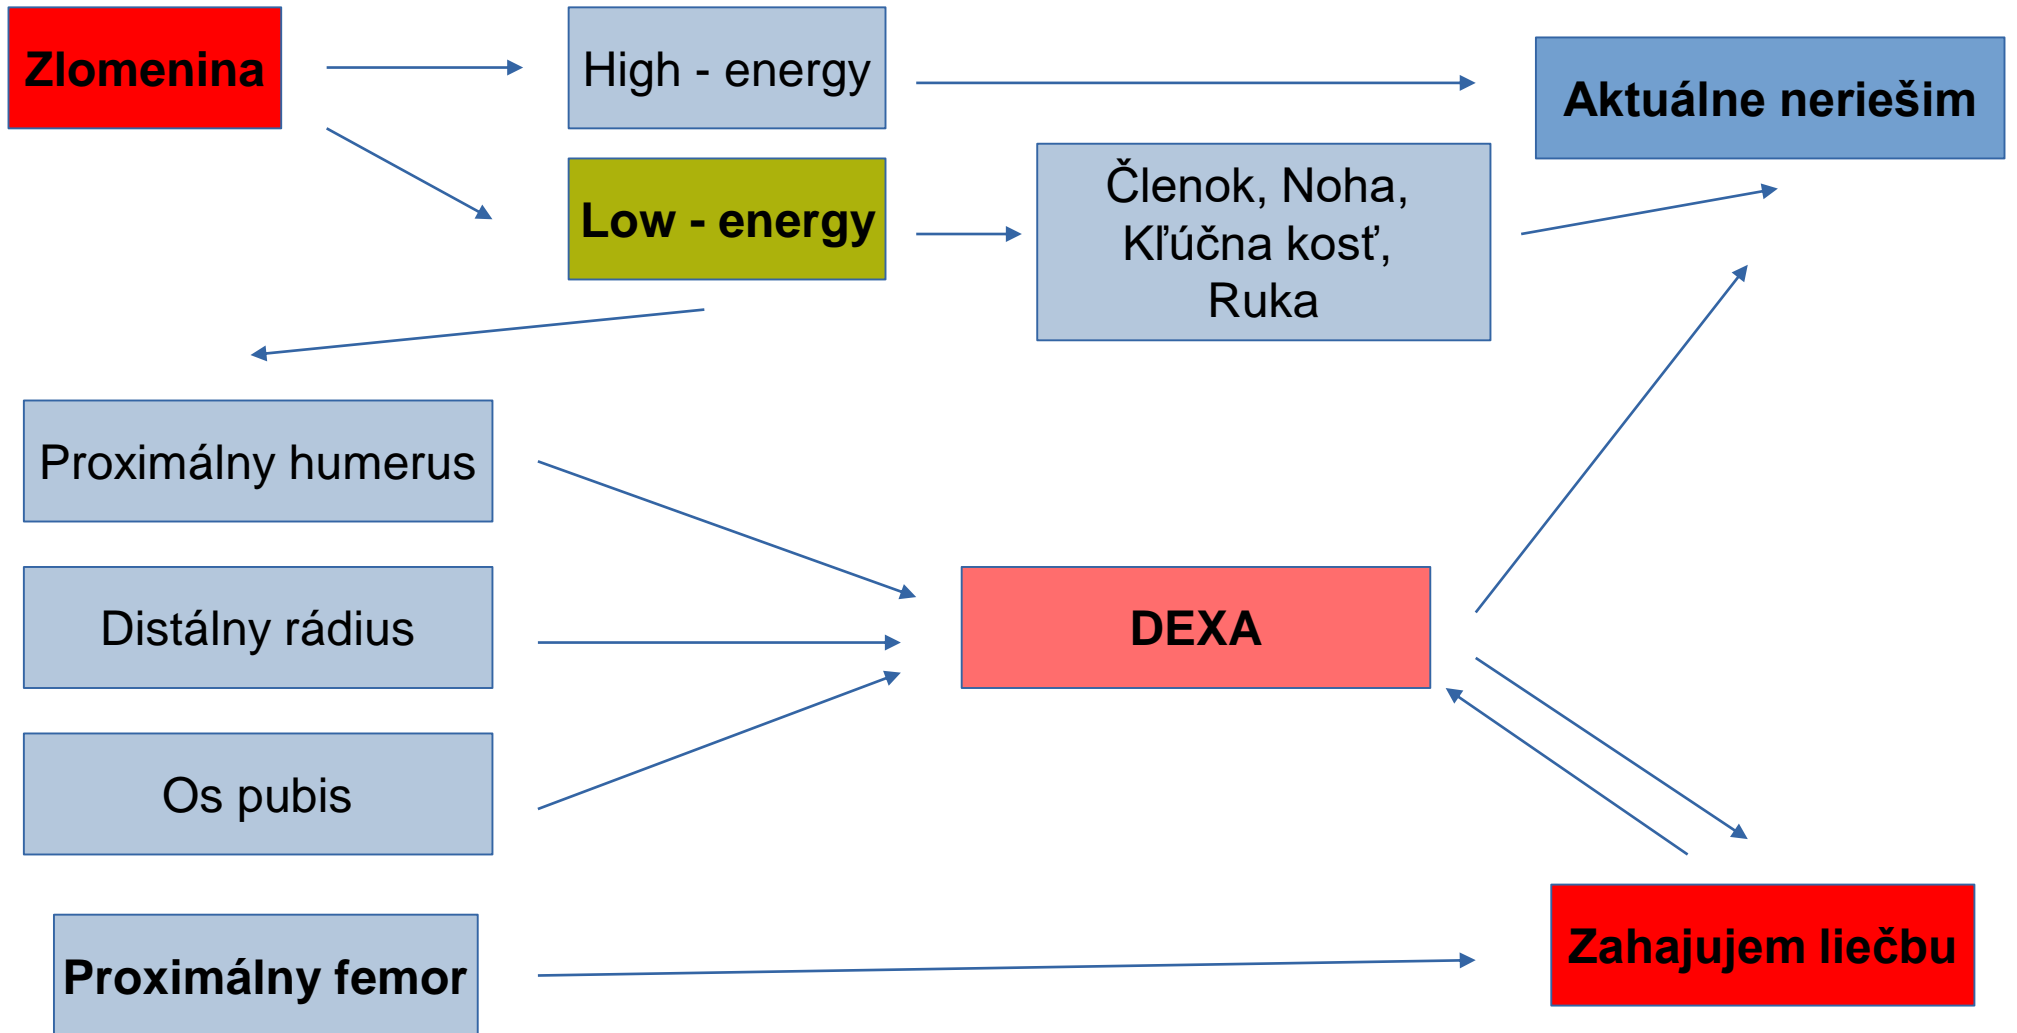 Zlomenina
High - energy
Aktuálne neriešim
Low - energy
Členok, Noha,
Kľúčna kosť,
Ruka
Proximálny humerus
Distálny rádius
DEXA
Os pubis
Proximálny femor
Zahajujem liečbu